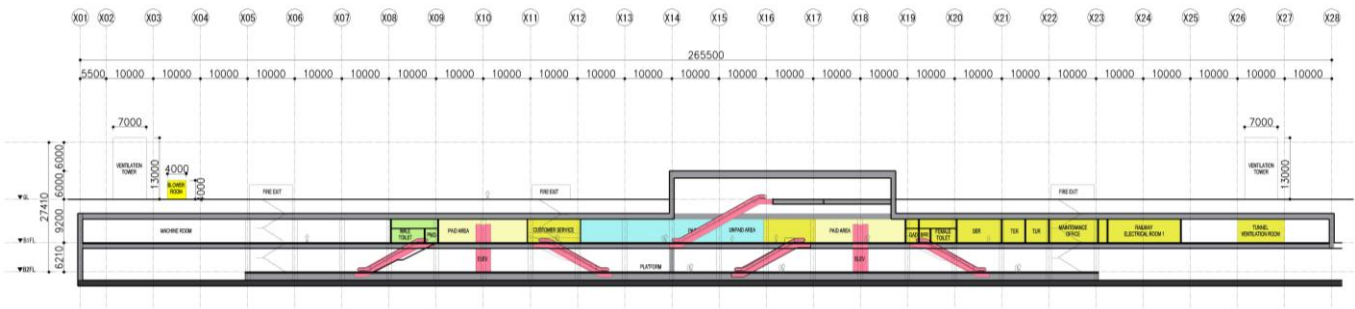 X01 X02 X03 X04 X05 X06 X07 X08 X09 X10 X11 X12 X13 X14 X15 X16 X17 X18 X19 X20 X21 X22 X23 X24 X25 X26 X27 X28
265500
5500 10000 10000 10000 10000 10000 10000 10000 10000 10000 10000 10000 10000 10000 10000 10000 10000 10000 10000 10000 10000 10000 10000 10000 10000 10000 10000
7000
7000
VENTILATION
TOWER
13000
4000
BLOWER
ROOM
4000
VENTILATION
TOWER
13000
6000
6000
27410
9200
6210
FIRE EXIT
FIRE EXIT
FIRE EXIT
▼GL
▼B1FL
▼B2FL
MACHINE ROOM
MALE
TOILET
PWD
PAID AREA
CUSTOMER SERVICE
UNPAID AREA
PAID AREA
FEMALE
TOILET
SER
TER
TUR
MAINTENANCE
OFFICE
RAILWAY
ELECTRICAL ROOM 1
TUNNEL
VENTILATION ROOM
ELEV
PLATFORM
ELEV